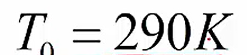 T₀ = 290K